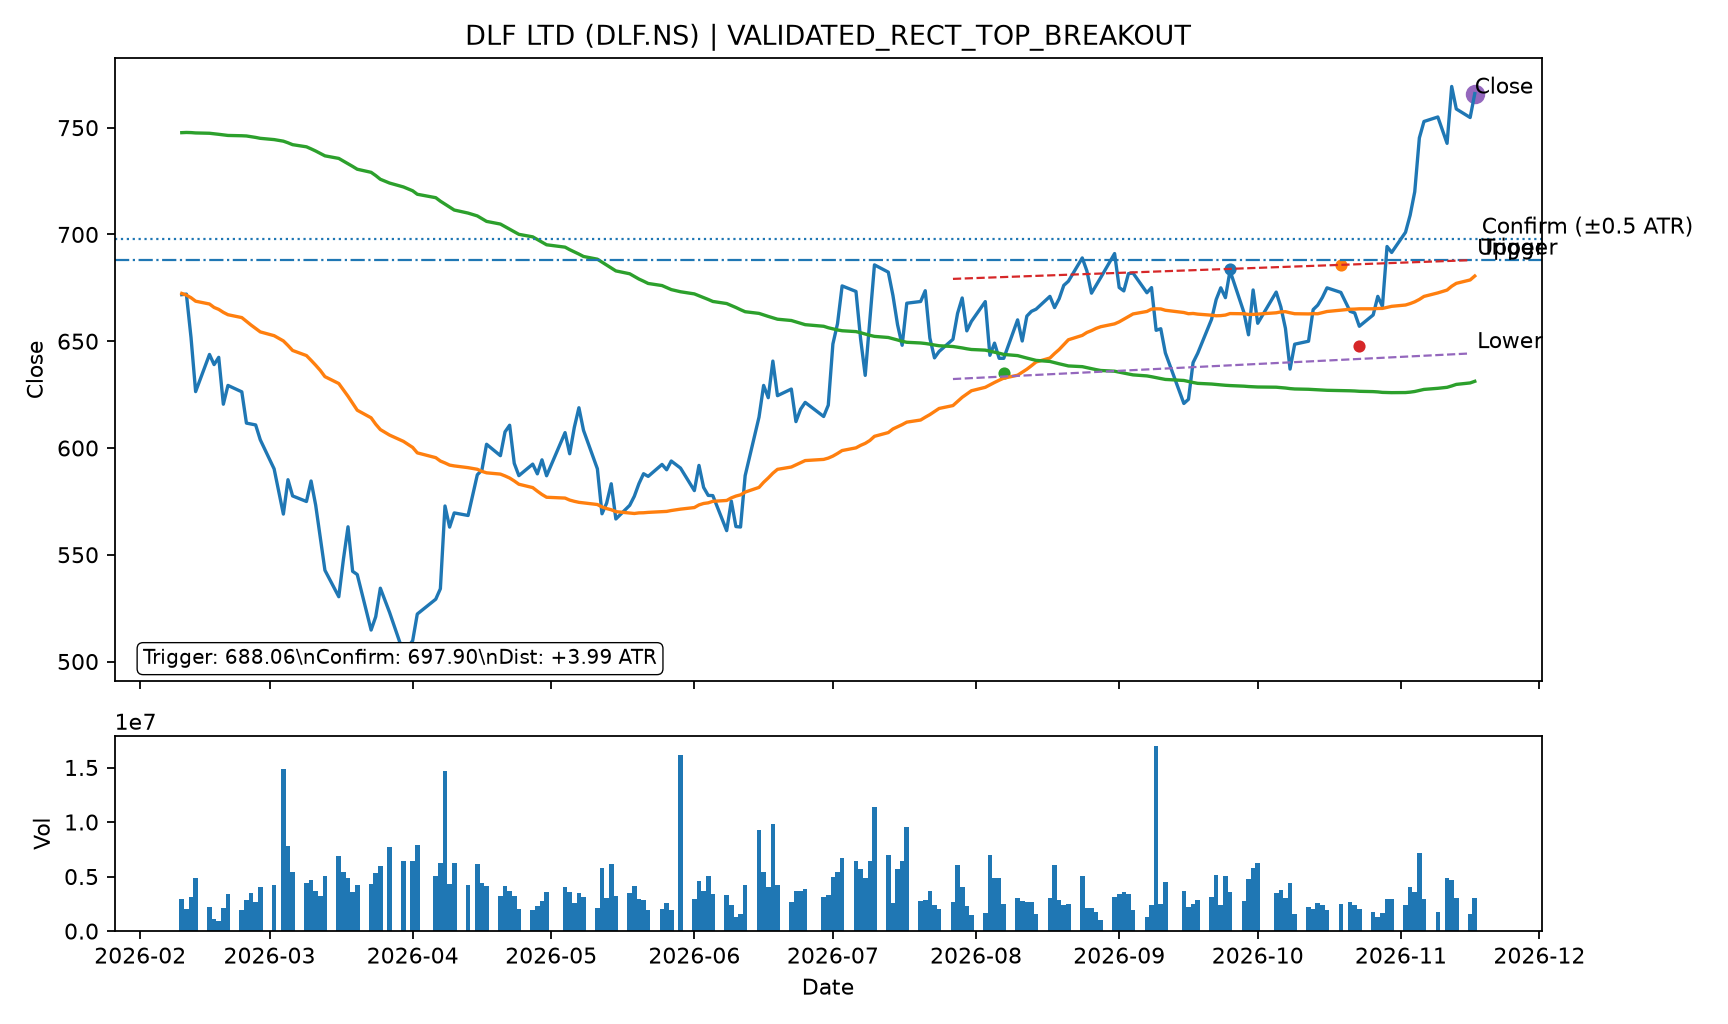 DLF LTD (DLF.NS) | VALIDATED_RECT_TOP_BREAKOUT
Close
750
700
650
600
550
500
Close
Confirm (±0.5 ATR)
Upper
Trigger
Lower
Trigger: 688.06\nConfirm: 697.90\nDist: +3.99 ATR
1e7
Vol
1.5
1.0
0.5
0.0
2026-02 2026-03 2026-04 2026-05 2026-06 2026-07 2026-08 2026-09 2026-10 2026-11 2026-12
Date